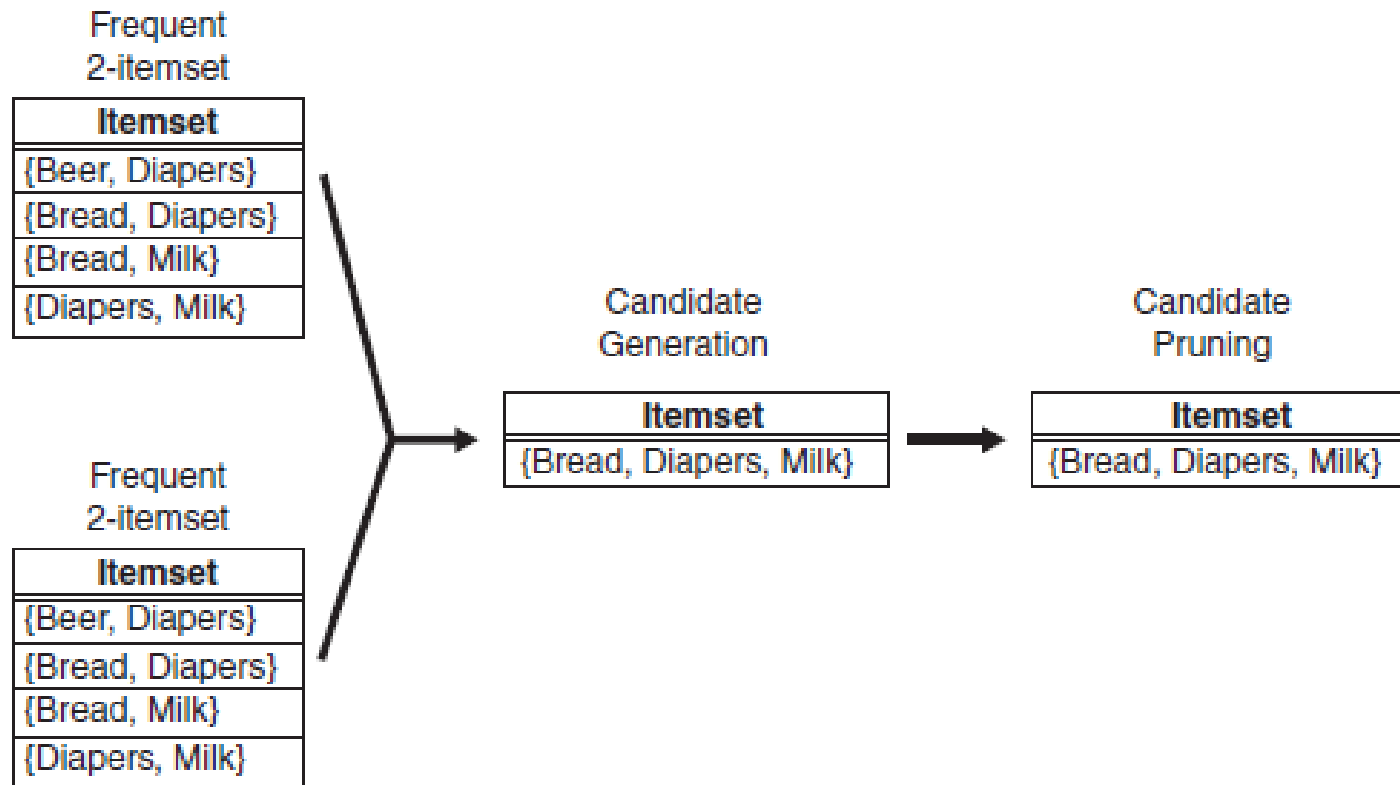 Frequent
2-itemset
Itemset
{Beer, Diapers}
{Bread, Diapers}
{Bread, Milk}
{Diapers, Milk}
Frequent
2-itemset
Itemset
{Beer, Diapers}
{Bread, Diapers}
{Bread, Milk}
{Diapers, Milk}
Candidate
Generation
Itemset
{Bread, Diapers, Milk}
Candidate
Pruning
Itemset
{Bread, Diapers, Milk}